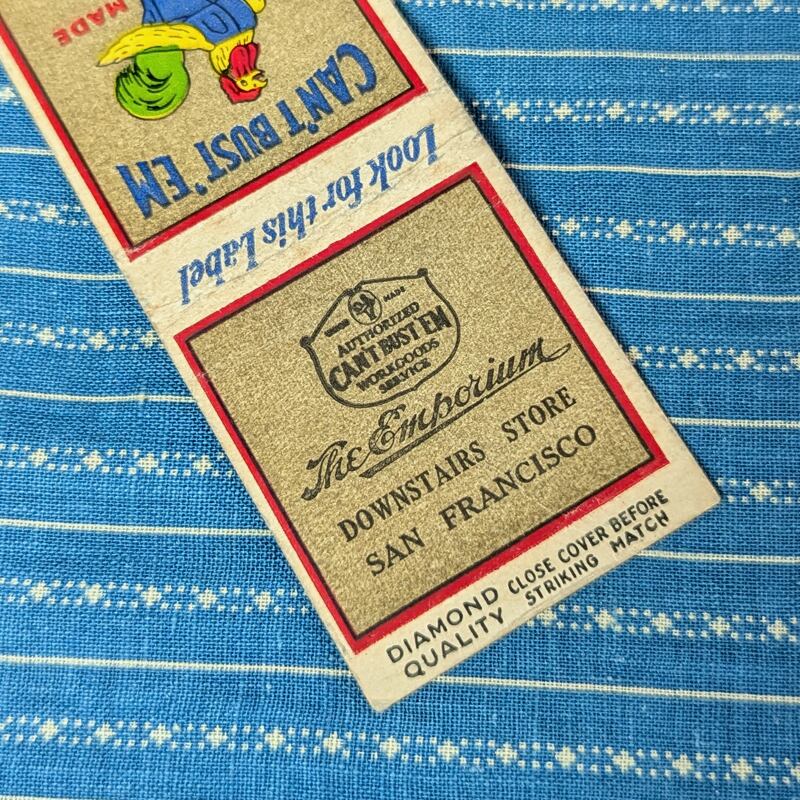 MADE
CAN'T BUST 'EM
Look for this Label
UNION MADE
AUTHORIZED
CAN'T BUST EM
WORKGOODS
SERVICE
The Emporium
DOWNSTAIRS STORE
SAN FRANCISCO
DIAMOND QUALITY
CLOSE COVER BEFORE
STRIKING MATCH